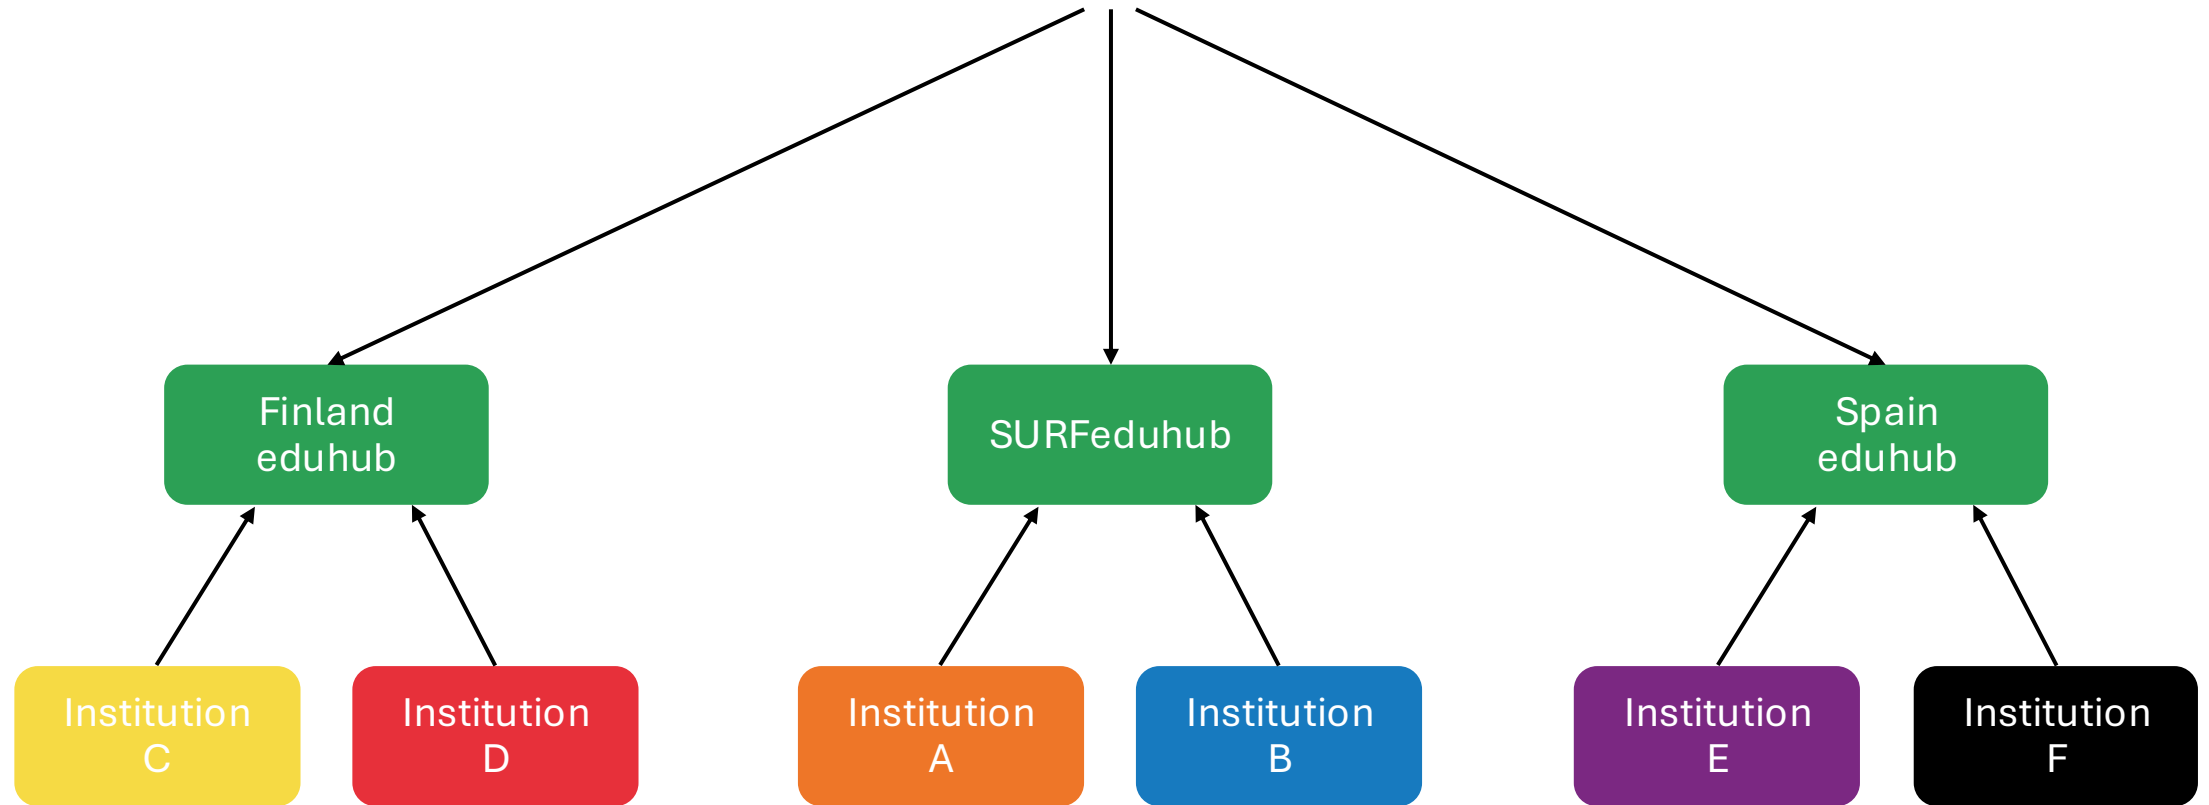 Finland
eduhub
SURFeduhub
Spain
eduhub
Institution
C
Institution
D
Institution
A
Institution
B
Institution
E
Institution
F